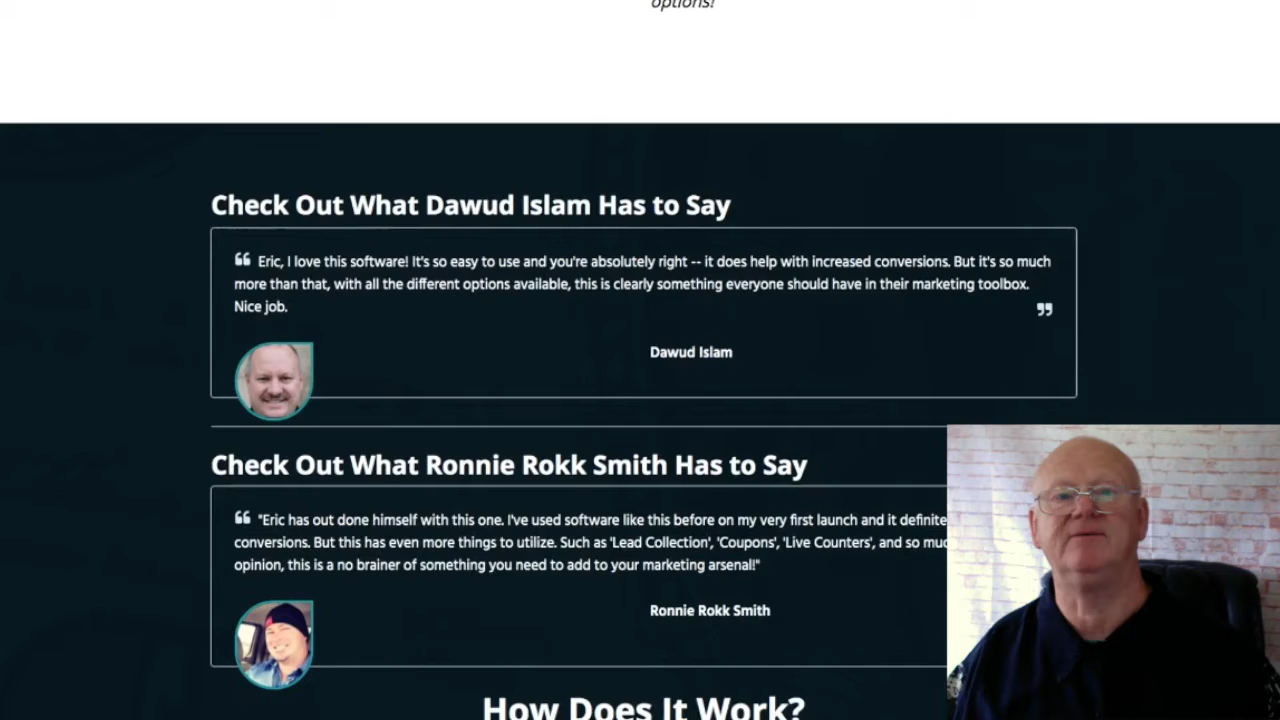 options!
Check Out What Dawud Islam Has to Say
“ Eric, I love this software! It's so easy to use and you're absolutely right -- it does help with increased conversions. But it's so much
more than that, with all the different options available, this is clearly something everyone should have in their marketing toolbox.
Nice job. ”
Dawud Islam
Check Out What Ronnie Rokk Smith Has to Say
“ "Eric has out done himself with this one. I've used software like this before on my very first launch and it definite
conversions. But this has even more things to utilize. Such as 'Lead Collection', 'Coupons', 'Live Counters', and so muc
opinion, this is a no brainer of something you need to add to your marketing arsenal!"
Ronnie Rokk Smith
How Does It Work?